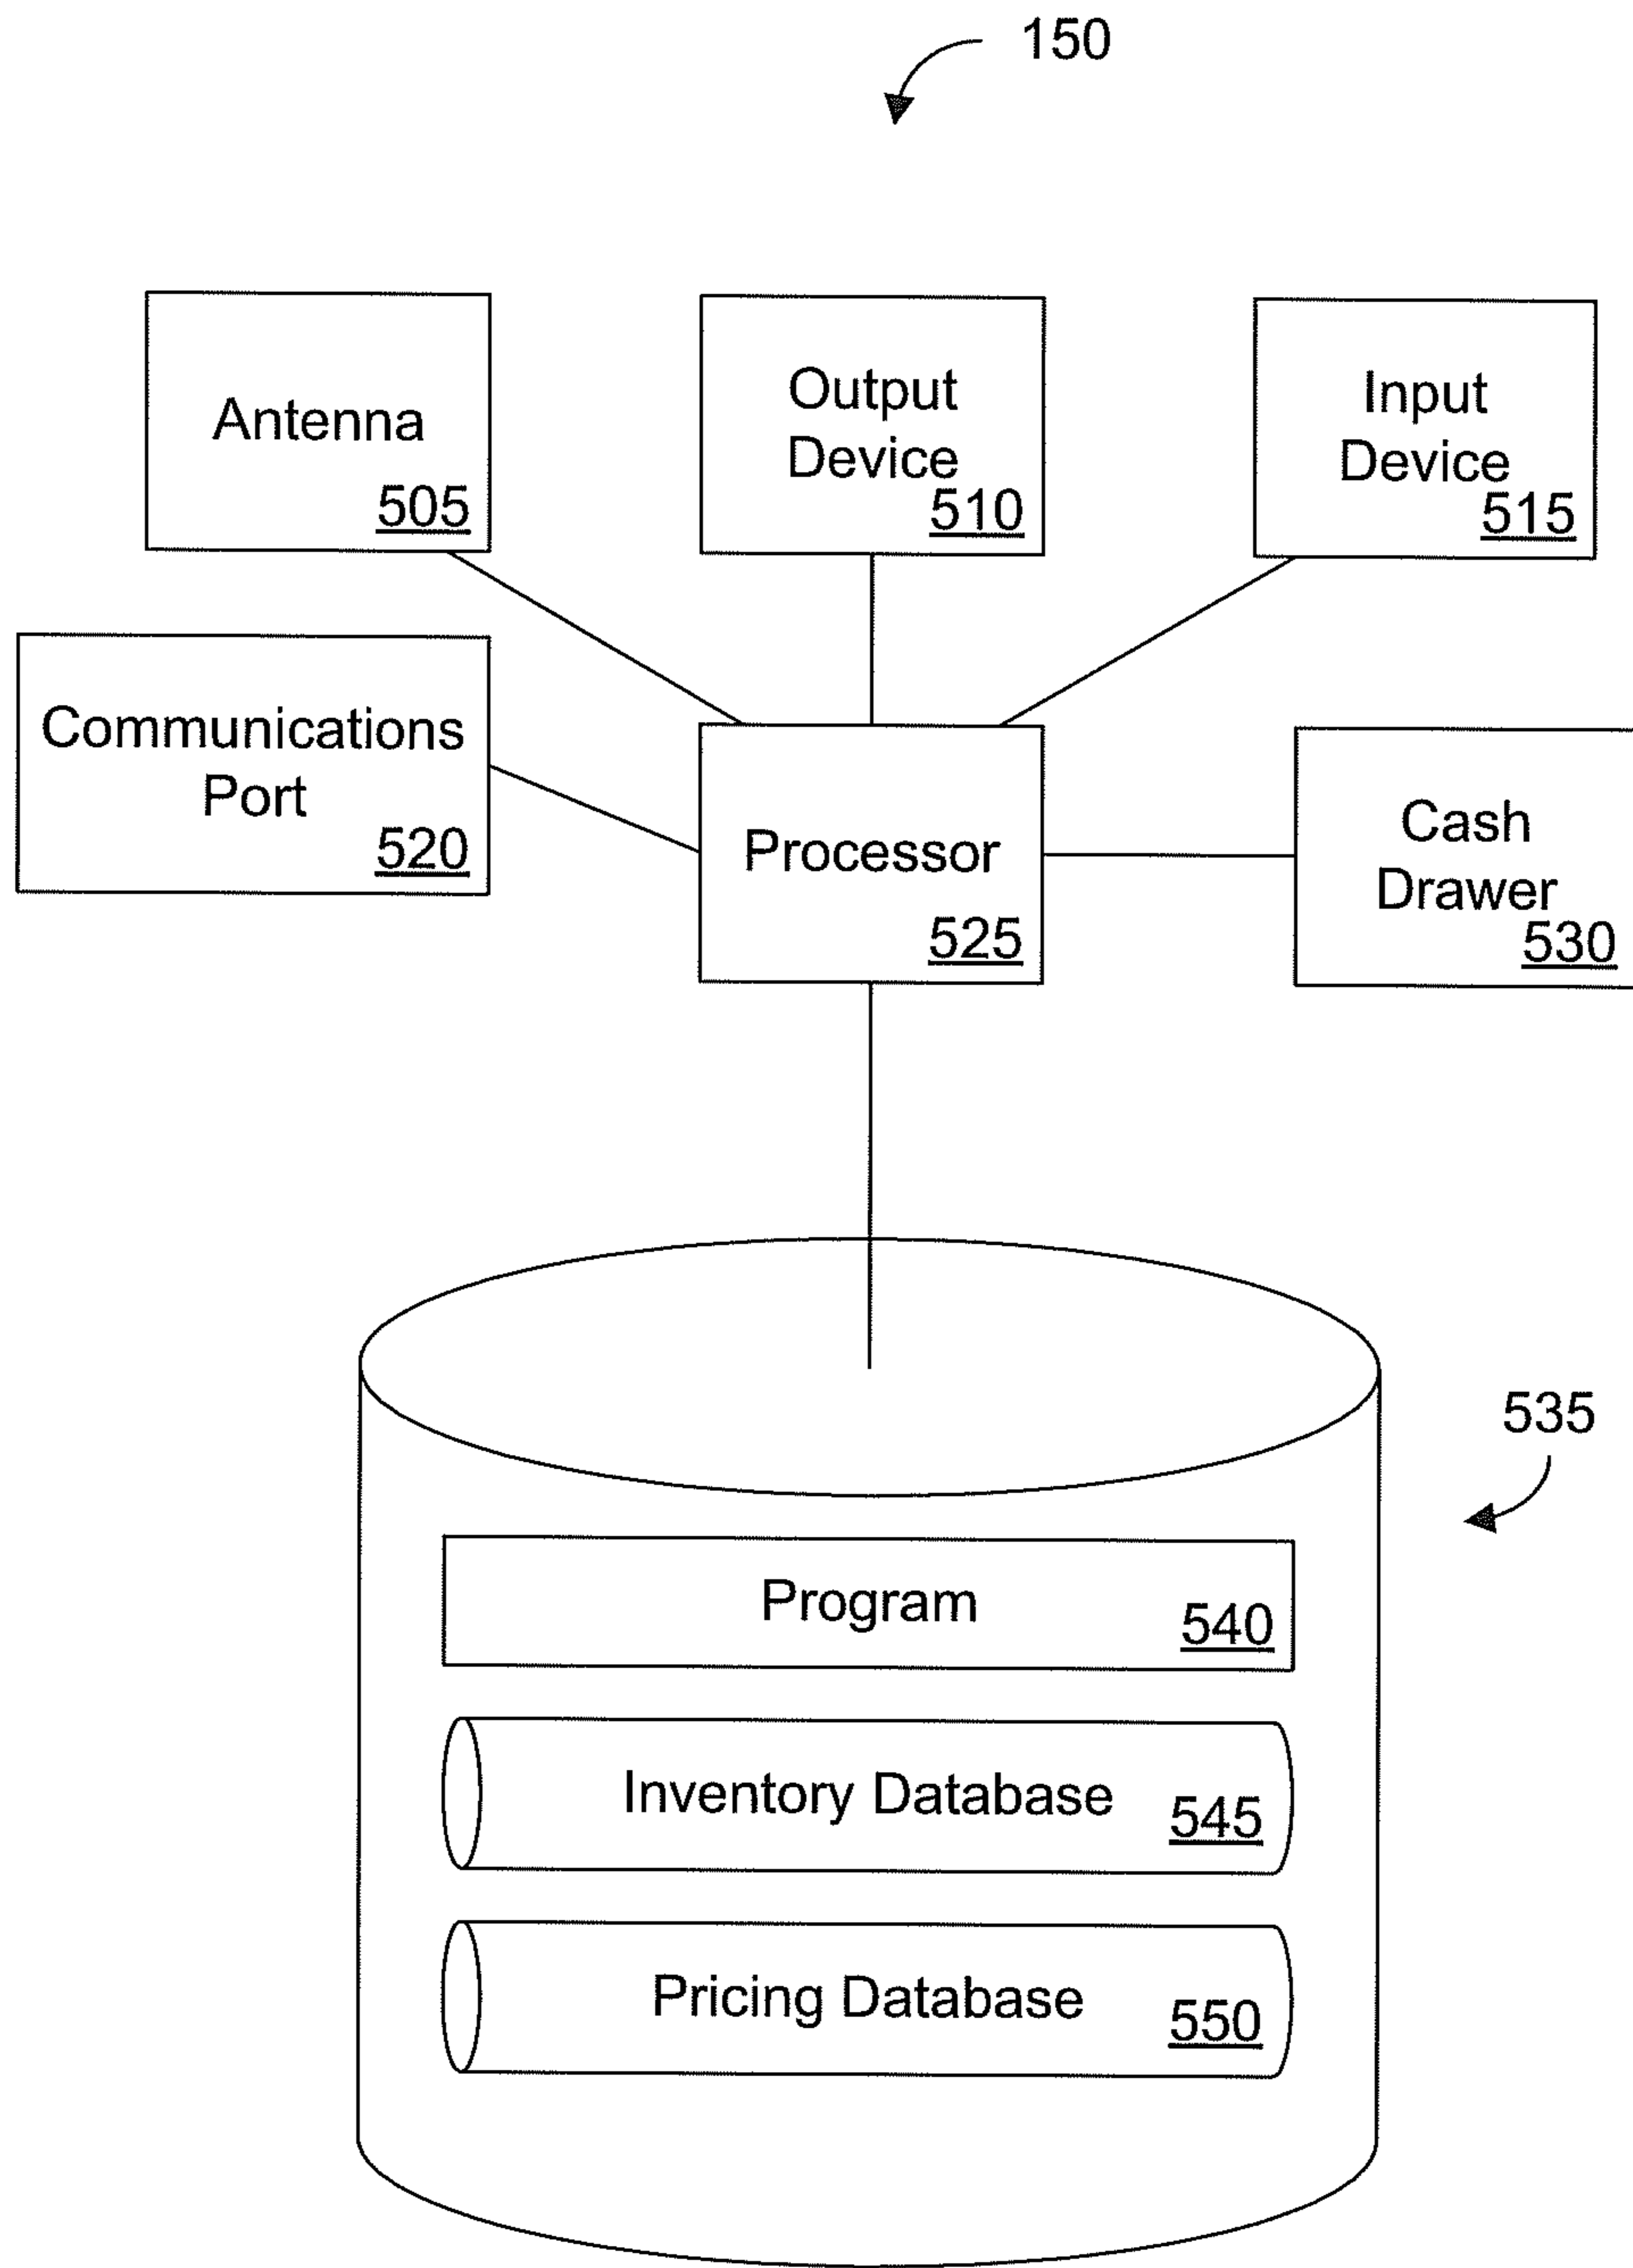 150
Antenna
505
Output
Device
510
Input
Device
515
Communications
Port
520
Processor
525
Cash
Drawer
530
535
Program
540
Inventory Database
545
Pricing Database
550